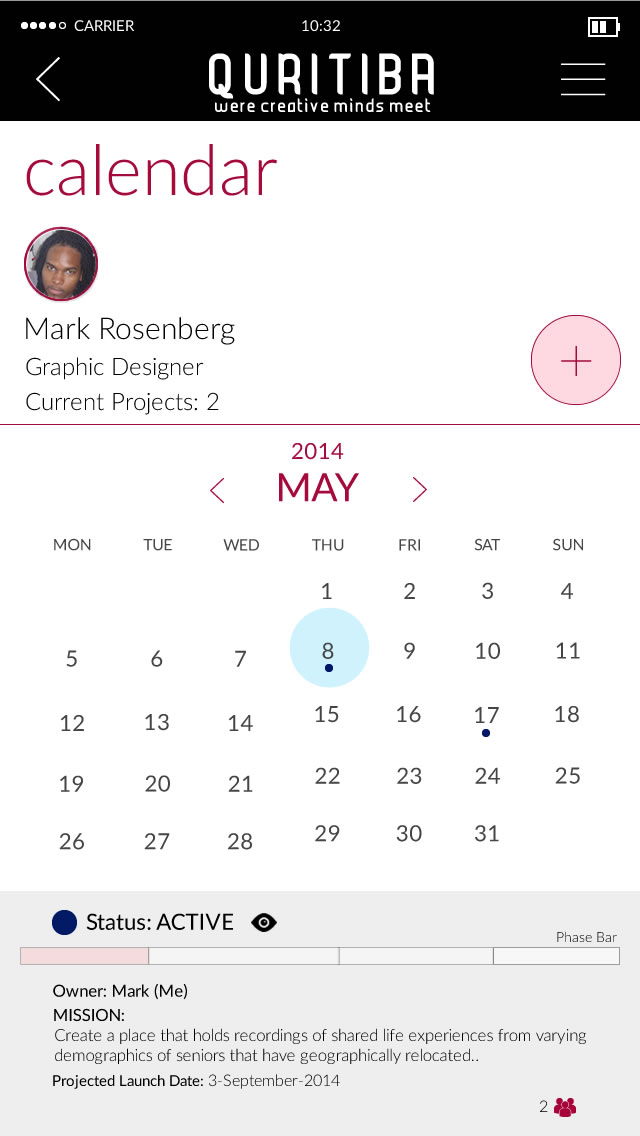 CARRIER 10:32
QURITIBA
were creative minds meet
calendar
Mark Rosenberg
Graphic Designer
Current Projects: 2
+
2014
< MAY >
MON TUE WED THU FRI SAT SUN
1 2 3 4
5 6 7 8 9 10 11
12 13 14 15 16 17 18
19 20 21 22 23 24 25
26 27 28 29 30 31
Status: ACTIVE
Phase Bar
Owner: Mark (Me)
MISSION:
Create a place that holds recordings of shared life experiences from varying
demographics of seniors that have geographically relocated..
Projected Launch Date: 3-September-2014
2